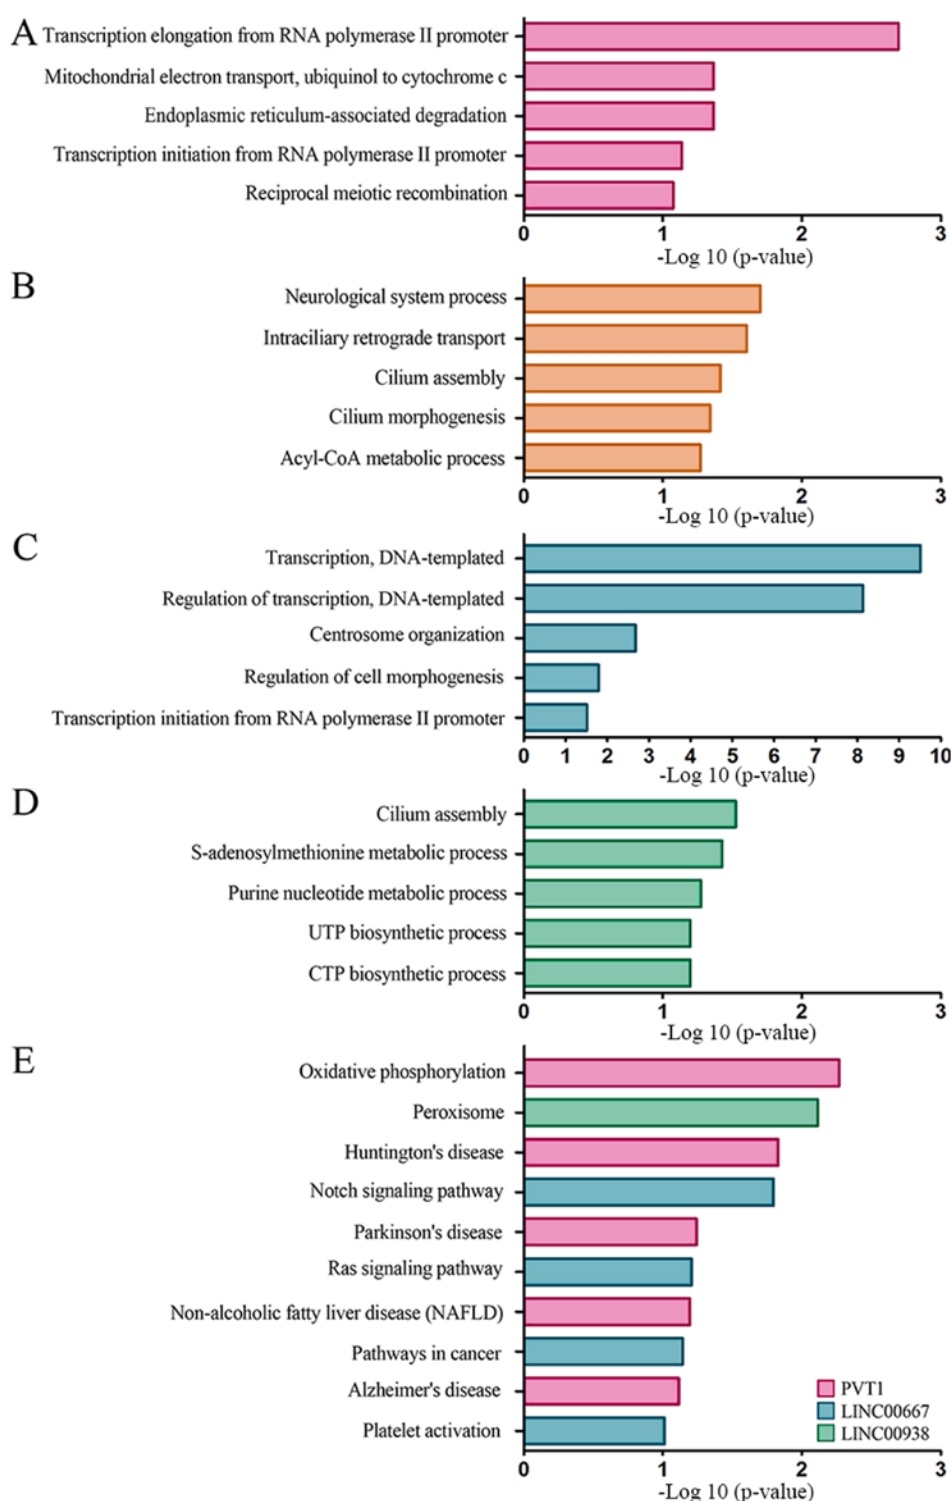 A
Transcription elongation from RNA polymerase II promoter
Mitochondrial electron transport, ubiquinol to cytochrome c
Endoplasmic reticulum-associated degradation
Transcription initiation from RNA polymerase II promoter
Reciprocal meiotic recombination
0 1 2 3
-Log 10 (p-value)
B
Neurological system process
Intraciliary retrograde transport
Cilium assembly
Cilium morphogenesis
Acyl-CoA metabolic process
0 1 2 3
-Log 10 (p-value)
C
Transcription, DNA-templated
Regulation of transcription, DNA-templated
Centrosome organization
Regulation of cell morphogenesis
Transcription initiation from RNA polymerase II promoter
0 1 2 3 4 5 6 7 8 9 10
-Log 10 (p-value)
D
Cilium assembly
S-adenosylmethionine metabolic process
Purine nucleotide metabolic process
UTP biosynthetic process
CTP biosynthetic process
0 1 2 3
-Log 10 (p-value)
E
Oxidative phosphorylation
Peroxisome
Huntington's disease
Notch signaling pathway
Parkinson's disease
Ras signaling pathway
Non-alcoholic fatty liver disease (NAFLD)
Pathways in cancer
Alzheimer's disease
Platelet activation
PVT1
LINC00667
LINC00938
0 1 2 3
-Log 10 (p-value)